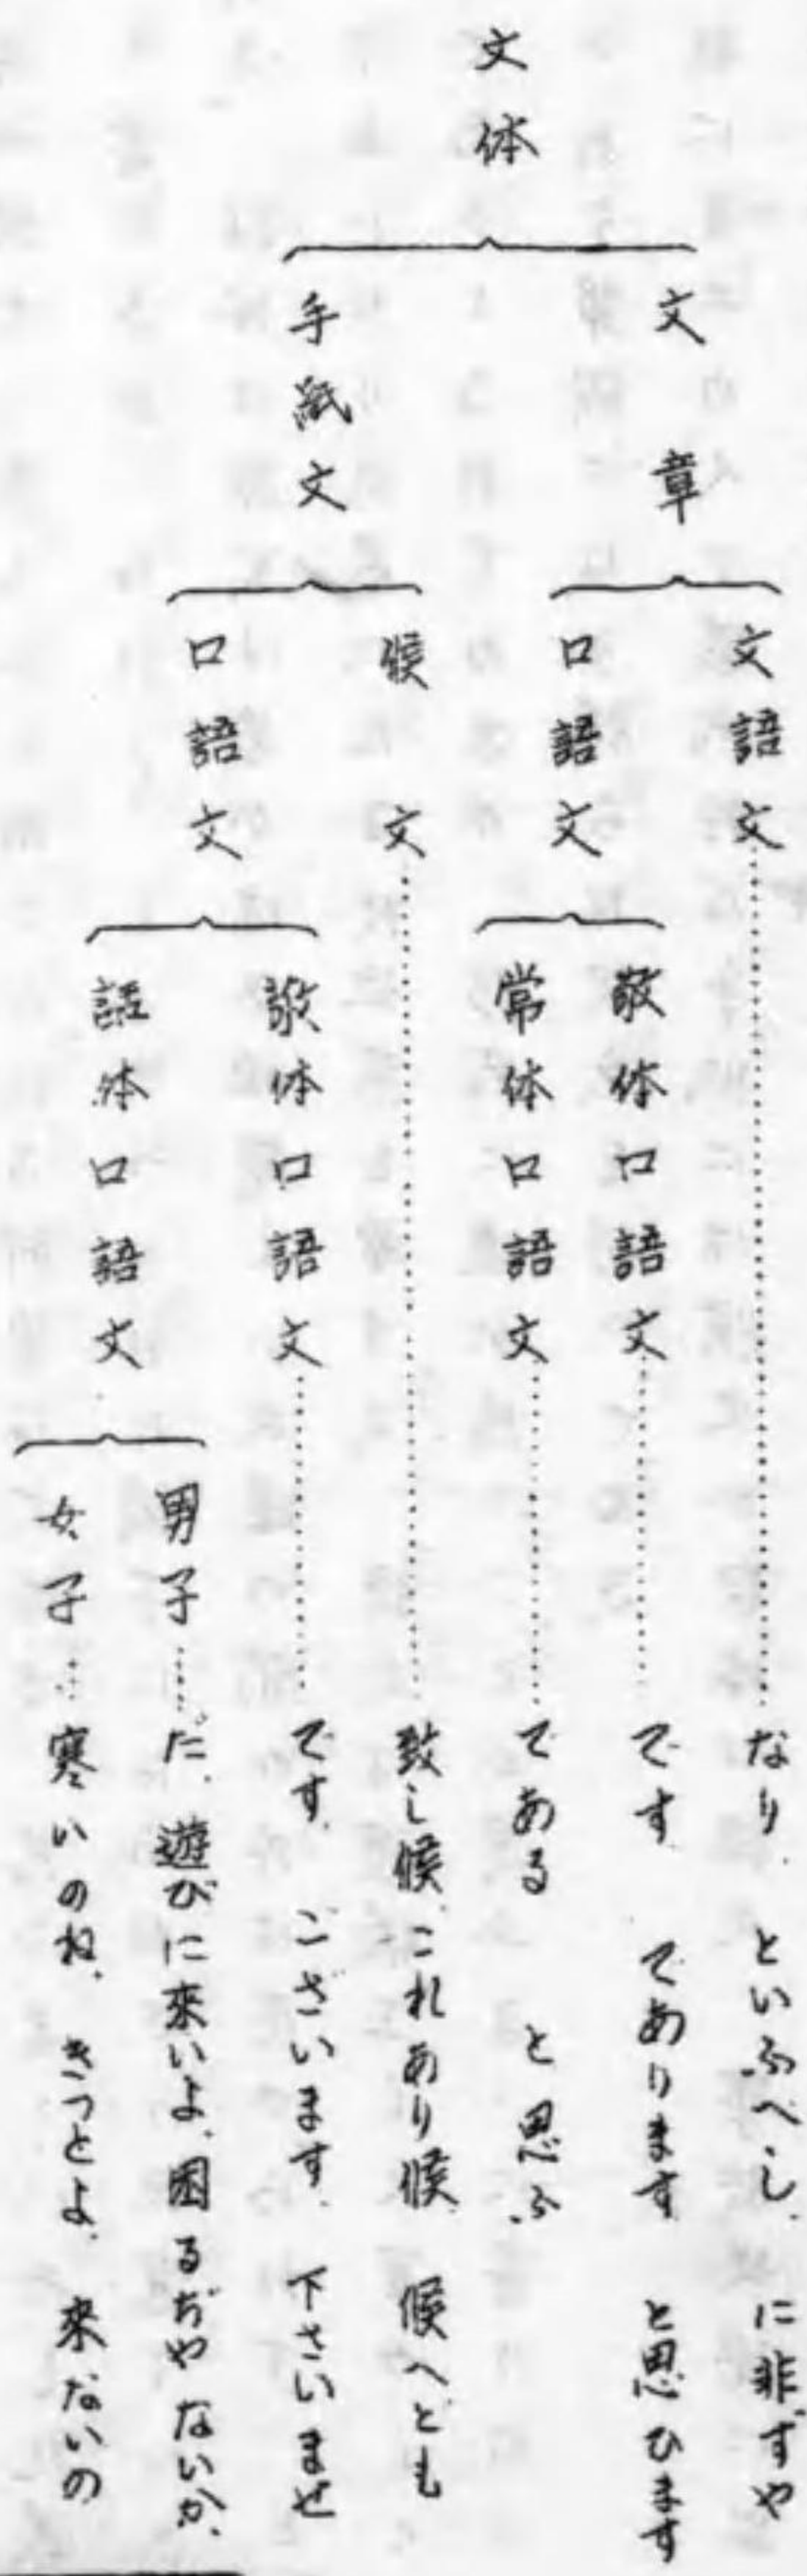 文体
文章
文語文……なり、といふべし、に非ずや
口語文
敬体口語文……です であります と思ひます
常体口語文……である と思ふ
手紙文
候文……致し候、これあり候、候へども
口語文
敬体口語文……です、ございます、下さいませ
話体口語文
男子……だ、遊びに來いよ、困るぢやないか、
女子……寒いのね、きつとよ、來ないの